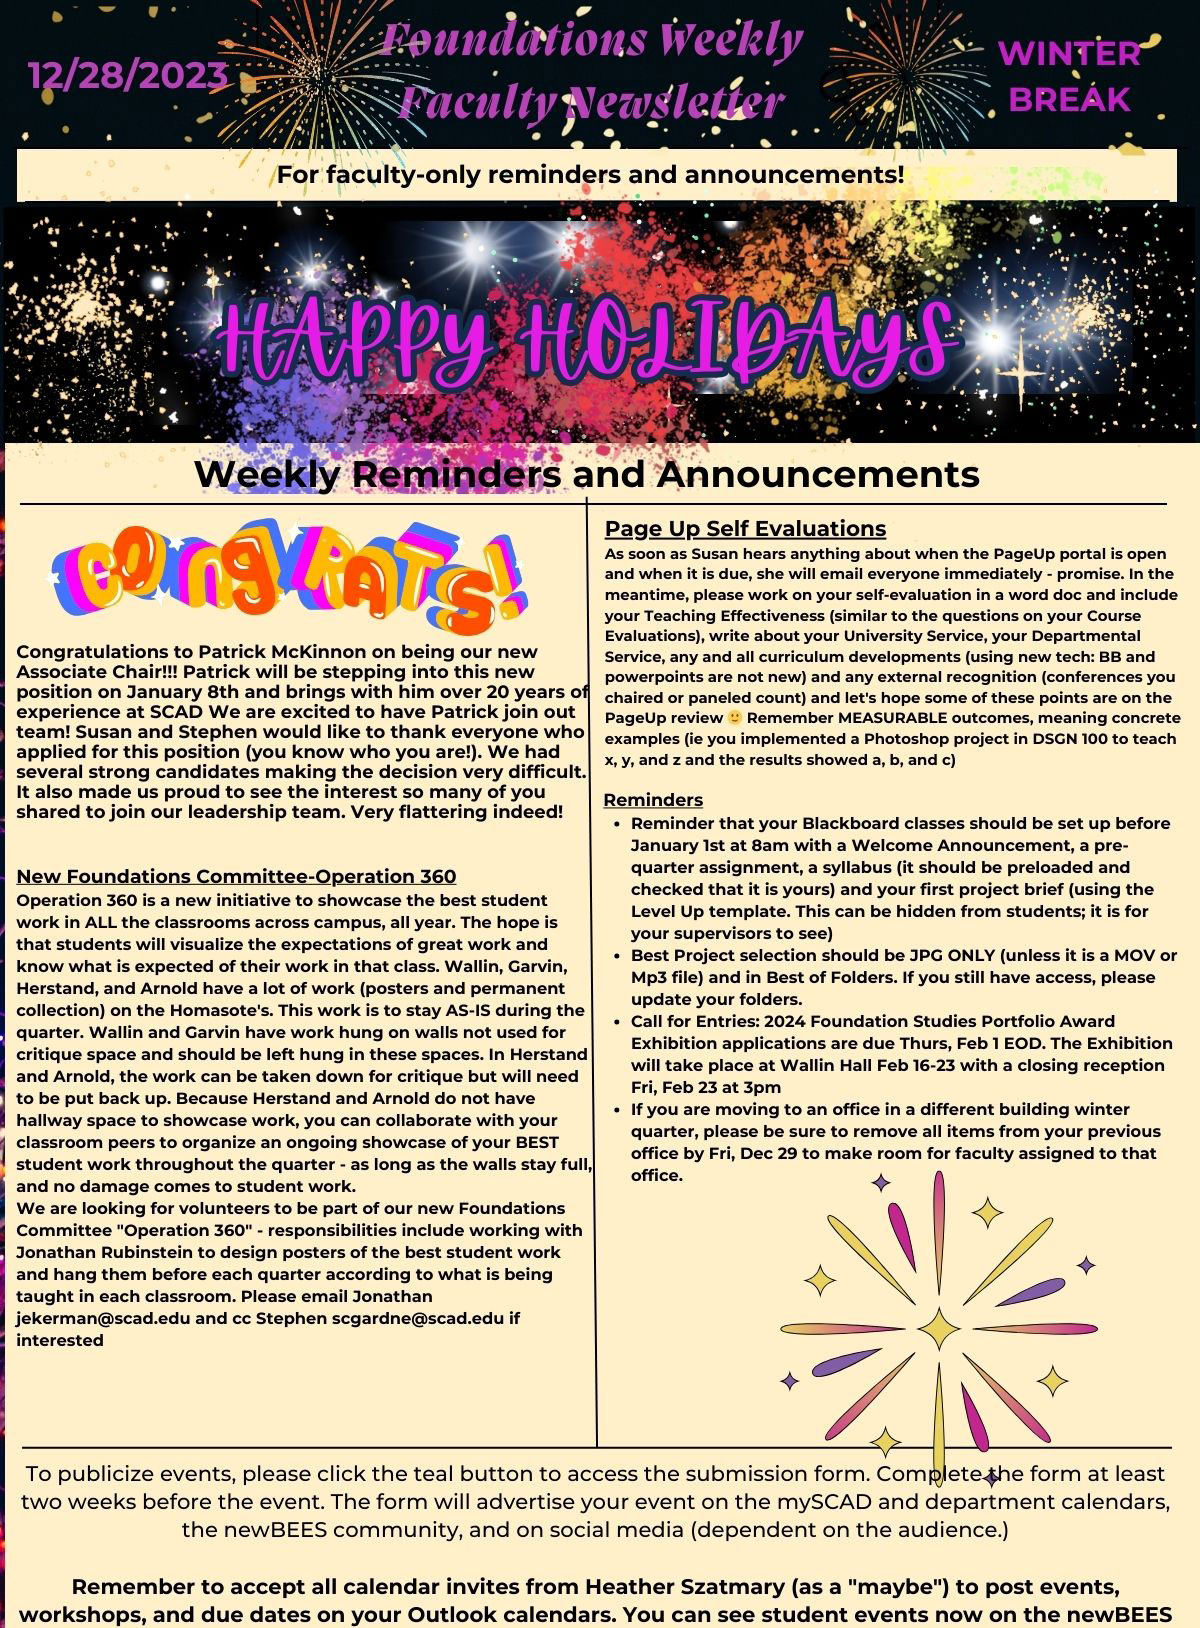 12/28/2023
Foundations Weekly
Faculty Newsletter
WINTER
BREAK
For faculty-only reminders and announcements!
HAPPY HOLIDAYS
Weekly Reminders and Announcements
CONGRATS!
Congratulations to Patrick McKinnon on being our new
Associate Chair!!! Patrick will be stepping into this new
position on January 8th and brings with him over 20 years of
experience at SCAD We are excited to have Patrick join out
team! Susan and Stephen would like to thank everyone who
applied for this position (you know who you are!). We had
several strong candidates making the decision very difficult.
It also made us proud to see the interest so many of you
shared to join our leadership team. Very flattering indeed!
New Foundations Committee-Operation 360
Operation 360 is a new initiative to showcase the best student
work in ALL the classrooms across campus, all year. The hope is
that students will visualize the expectations of great work and
know what is expected of their work in that class. Wallin, Garvin,
Herstand, and Arnold have a lot of work (posters and permanent
collection) on the Homasote's. This work is to stay AS-IS during the
quarter. Wallin and Garvin have work hung on walls not used for
critique space and should be left hung in these spaces. In Herstand
and Arnold, the work can be taken down for critique but will need
to be put back up. Because Herstand and Arnold do not have
hallway space to showcase work, you can collaborate with your
classroom peers to organize an ongoing showcase of your BEST
student work throughout the quarter - as long as the walls stay full,
and no damage comes to student work.
We are looking for volunteers to be part of our new Foundations
Committee "Operation 360" - responsibilities include working with
Jonathan Rubinstein to design posters of the best student work
and hang them before each quarter according to what is being
taught in each classroom. Please email Jonathan
jekerman@scad.edu and cc Stephen scgardne@scad.edu if
interested
Page Up Self Evaluations
As soon as Susan hears anything about when the PageUp portal is open
and when it is due, she will email everyone immediately - promise. In the
meantime, please work on your self-evaluation in a word doc and include
your Teaching Effectiveness (similar to the questions on your Course
Evaluations), write about your University Service, your Departmental
Service, any and all curriculum developments (using new tech: BB and
powerpoints are not new) and any external recognition (conferences you
chaired or paneled count) and let's hope some of these points are on the
PageUp review 🙂 Remember MEASURABLE outcomes, meaning concrete
examples (ie you implemented a Photoshop project in DSGN 100 to teach
x, y, and z and the results showed a, b, and c)
Reminders
• Reminder that your Blackboard classes should be set up before
January 1st at 8am with a Welcome Announcement, a pre-
quarter assignment, a syllabus (it should be preloaded and
checked that it is yours) and your first project brief (using the
Level Up template. This can be hidden from students; it is for
your supervisors to see)
• Best Project selection should be JPG ONLY (unless it is a MOV or
Mp3 file) and in Best of Folders. If you still have access, please
update your folders.
• Call for Entries: 2024 Foundation Studies Portfolio Award
Exhibition applications are due Thurs, Feb 1 EOD. The Exhibition
will take place at Wallin Hall Feb 16-23 with a closing reception
Fri, Feb 23 at 3pm
• If you are moving to an office in a different building winter
quarter, please be sure to remove all items from your previous
office by Fri, Dec 29 to make room for faculty assigned to that
office.
To publicize events, please click the teal button to access the submission form. Complete the form at least
two weeks before the event. The form will advertise your event on the mySCAD and department calendars,
the newBEES community, and on social media (dependent on the audience.)
Remember to accept all calendar invites from Heather Szatmary (as a "maybe") to post events,
workshops, and due dates on your Outlook calendars. You can see student events now on the newBEES